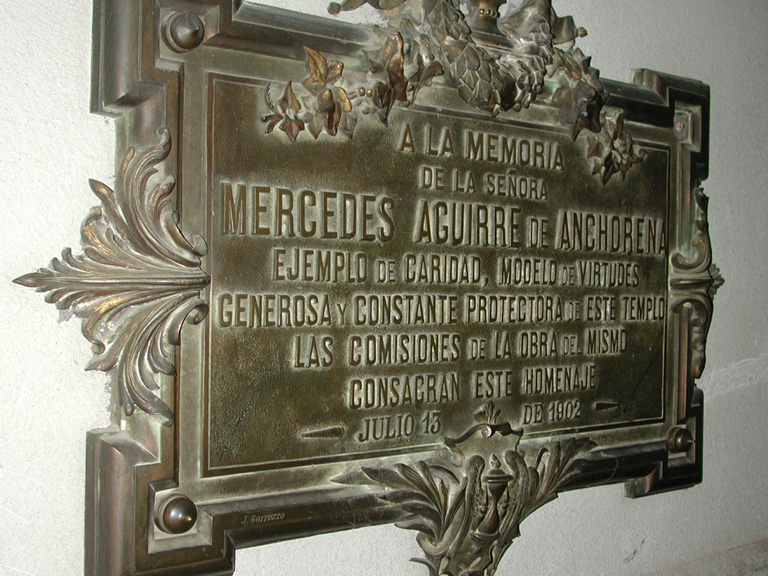 A LA MEMORIA
DE LA SEÑORA
MERCEDES AGUIRRE DE ANCHORENA
EJEMPLO DE CARIDAD, MODELO DE VIRTUDES
GENEROSA Y CONSTANTE PROTECTORA DE ESTE TEMPLO
LAS COMISIONES DE LA OBRA DEL MISMO
CONSAGRAN ESTE HOMENAJE
JULIO 13 DE 1902
J. Gottuzzo